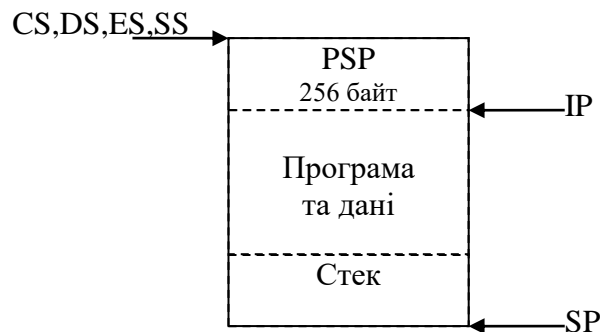 CS,DS,ES,SS
PSP
256 байт
IP
Програма
та дані
Стек
SP